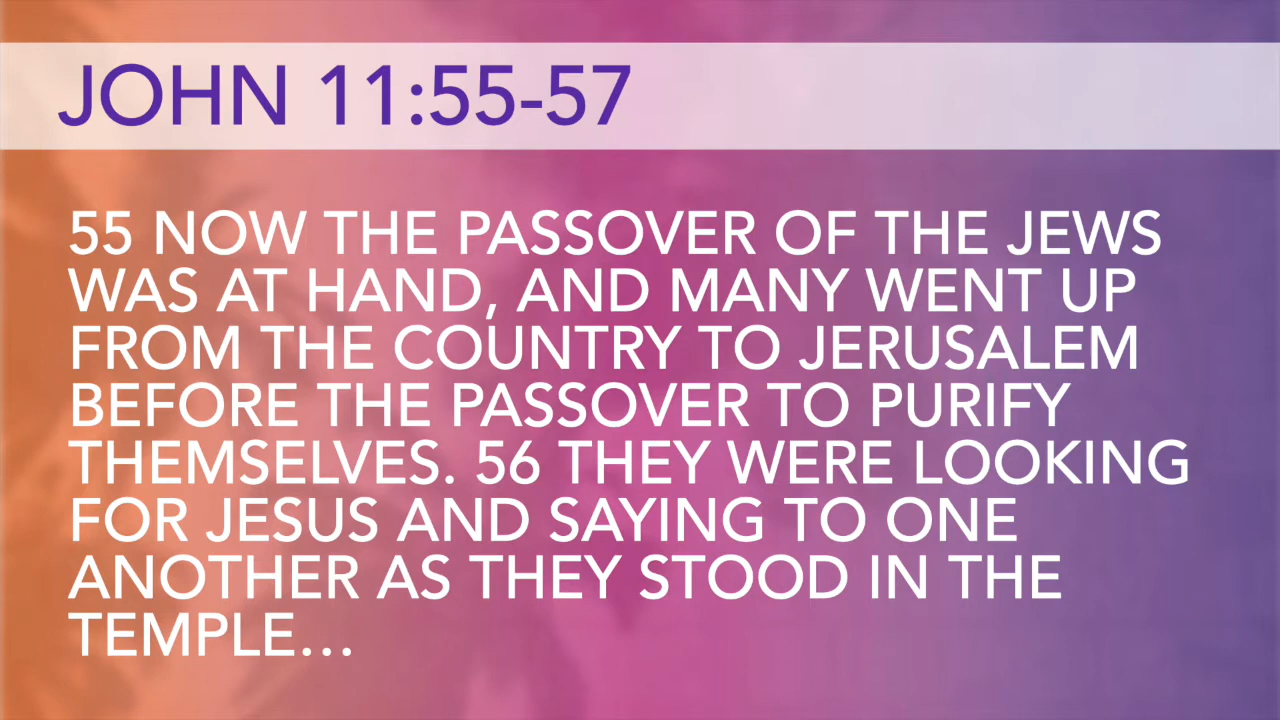 JOHN 11:55-57
55 NOW THE PASSOVER OF THE JEWS
WAS AT HAND, AND MANY WENT UP
FROM THE COUNTRY TO JERUSALEM
BEFORE THE PASSOVER TO PURIFY
THEMSELVES. 56 THEY WERE LOOKING
FOR JESUS AND SAYING TO ONE
ANOTHER AS THEY STOOD IN THE
TEMPLE…